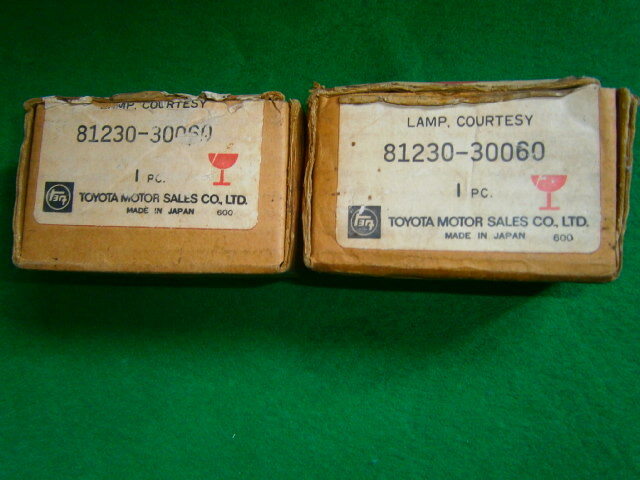 LAMP, COURTESY
81230-30060
1 PC.
TOYOTA MOTOR SALES CO., LTD.
MADE IN JAPAN 600
LAMP, COURTESY
81230-30060
1 PC.
TOYOTA MOTOR SALES CO., LTD.
MADE IN JAPAN 600